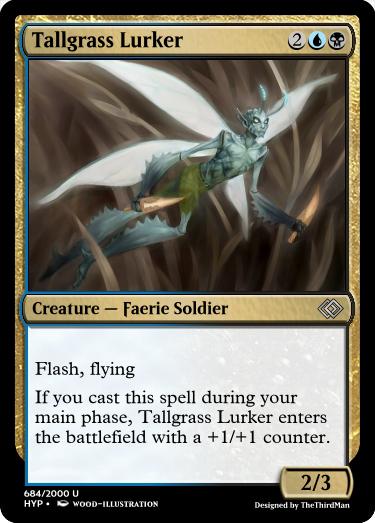 Tallgrass Lurker 2
Creature — Faerie Soldier
Flash, flying
If you cast this spell during your
main phase, Tallgrass Lurker enters
the battlefield with a +1/+1 counter.
2/3
684/2000 U
HYP • WOOD-ILLUSTRATION
Designed by TheThirdMan